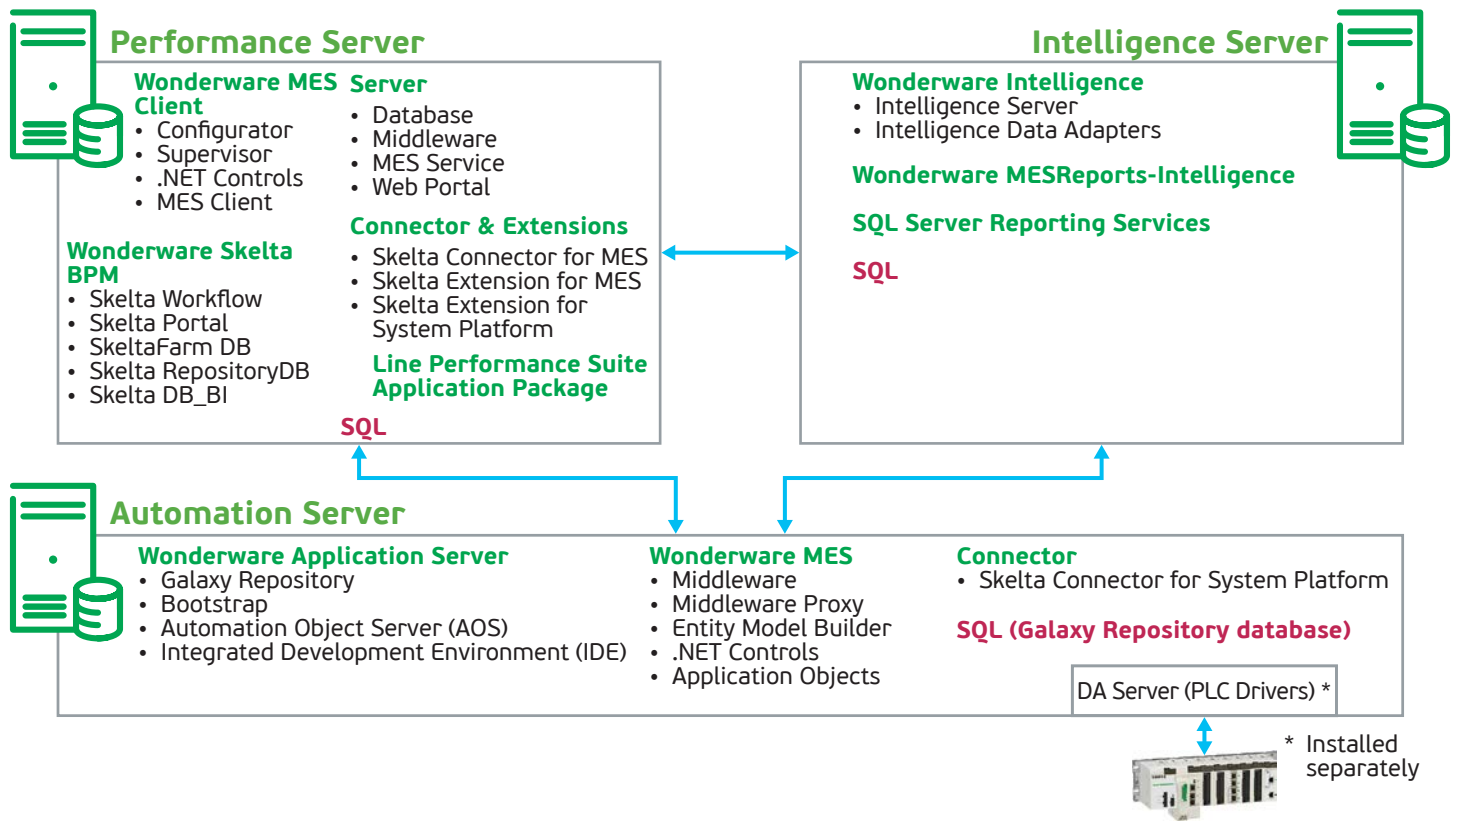 Performance Server
Wonderware MES
Client
• Configurator
• Supervisor
• .NET Controls
• MES Client
Wonderware Skelta
BPM
• Skelta Workflow
• Skelta Portal
• SkeltaFarm DB
• Skelta RepositoryDB
• Skelta DB_BI
Server
• Database
• Middleware
• MES Service
• Web Portal
Connector & Extensions
• Skelta Connector for MES
• Skelta Extension for MES
• Skelta Extension for
System Platform
Line Performance Suite
Application Package
SQL
Intelligence Server
Wonderware Intelligence
• Intelligence Server
• Intelligence Data Adapters
Wonderware MESReports-Intelligence
SQL Server Reporting Services
SQL
Automation Server
Wonderware Application Server
• Galaxy Repository
• Bootstrap
• Automation Object Server (AOS)
• Integrated Development Environment (IDE)
Wonderware MES
• Middleware
• Middleware Proxy
• Entity Model Builder
• .NET Controls
• Application Objects
Connector
• Skelta Connector for System Platform
SQL (Galaxy Repository database)
DA Server (PLC Drivers) *
* Installed
separately